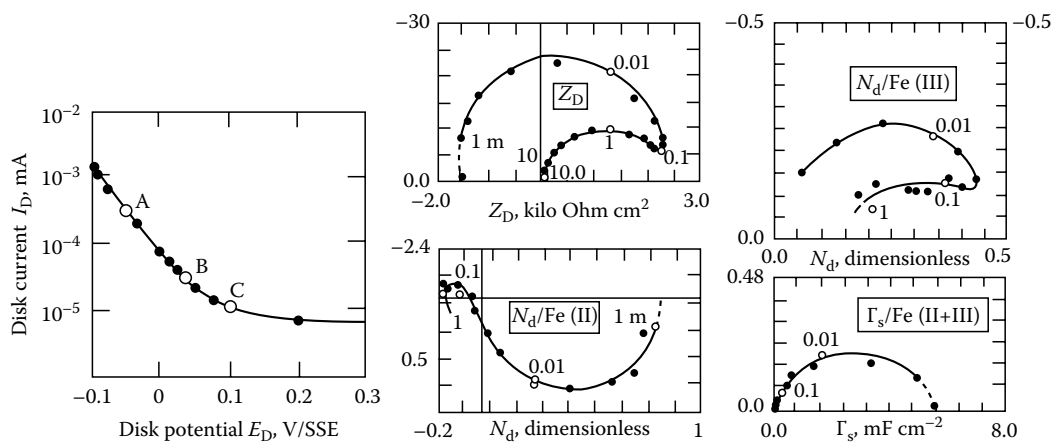 10⁻²
10⁻³
10⁻⁴
10⁻⁵
Disk current I_D, mA
A
B
C
−0.1
0
0.1
0.2
0.3
Disk potential E_D, V/SSE
−30
0.01
Z_D
1 m
10
1
0.1
10.0
0.0
−2.0
3.0
Z_D, kilo Ohm cm²
−2.4
0.1
N_d/Fe (II)
1 m
1
0.5
0.01
−0.2
1
N_d, dimensionless
−0.5
−0.5
N_d/Fe (III)
0.01
0.1
1
0.0
0.0
0.5
N_d, dimensionless
0.48
Γ_s/Fe (II+III)
0.01
0.1
0.0
0.0
8.0
Γ_s, mF cm⁻²